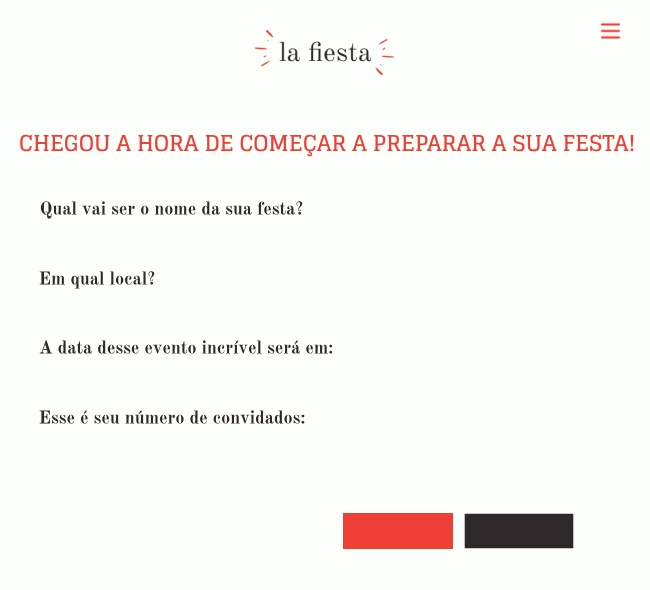 la fiesta
CHEGOU A HORA DE COMEÇAR A PREPARAR A SUA FESTA!
Qual vai ser o nome da sua festa?
Em qual local?
A data desse evento incrível será em:
Esse é seu número de convidados: